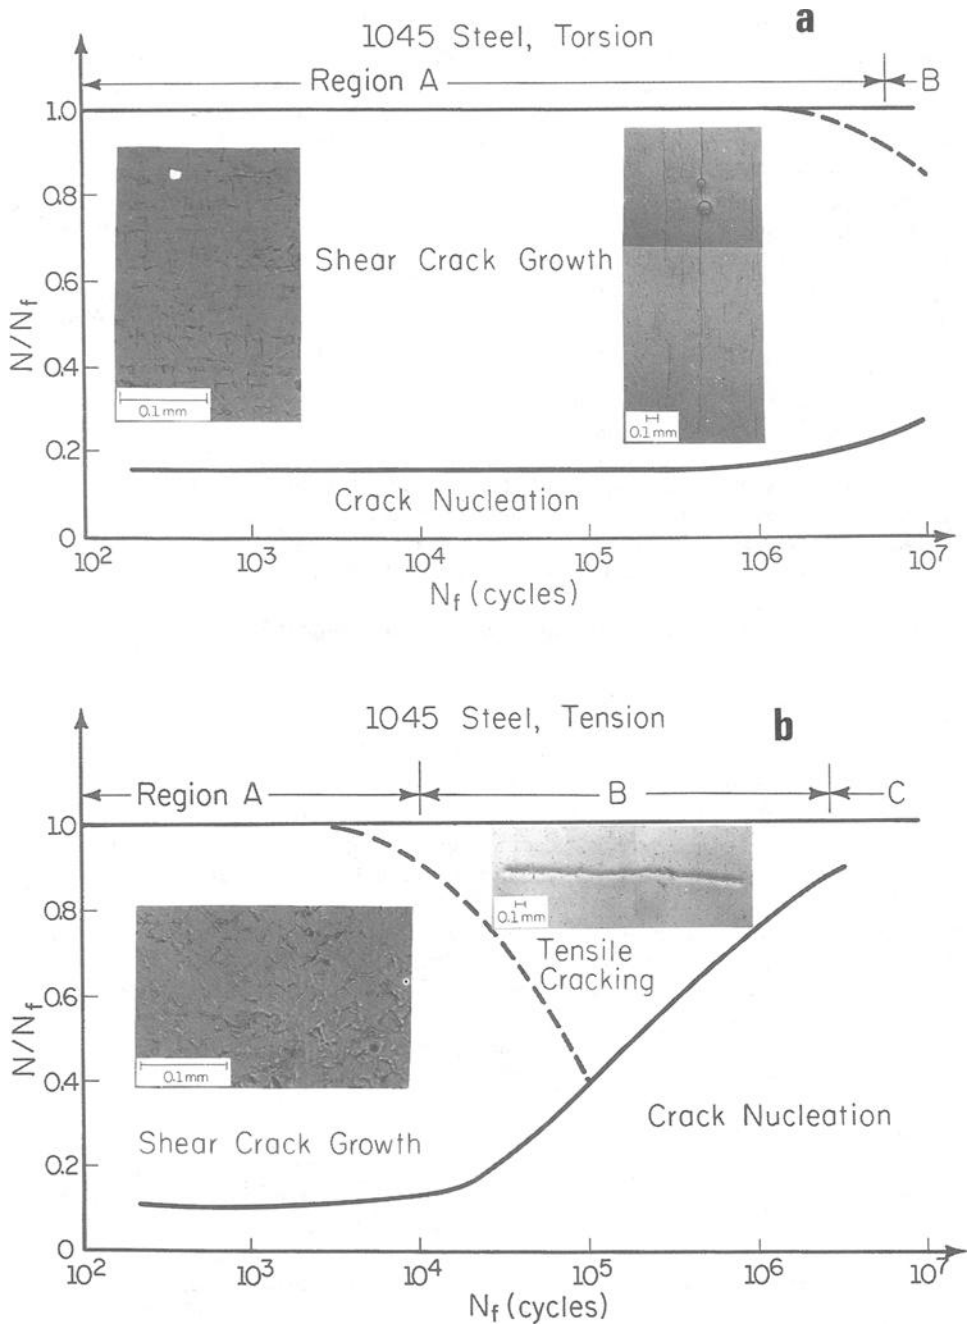 a
1045 Steel, Torsion
Region A B
1.0
0.8
0.6
0.4
0.2
0
N/Nf
Shear Crack Growth
0.1 mm
0.1 mm
Crack Nucleation
10² 10³ 10⁴ 10⁵ 10⁶ 10⁷
Nf (cycles)
1045 Steel, Tension
b
Region A B C
1.0
0.8
0.6
0.4
0.2
0
N/Nf
0.1 mm
Tensile
Cracking
0.1 mm
Crack Nucleation
Shear Crack Growth
10² 10³ 10⁴ 10⁵ 10⁶ 10⁷
Nf (cycles)